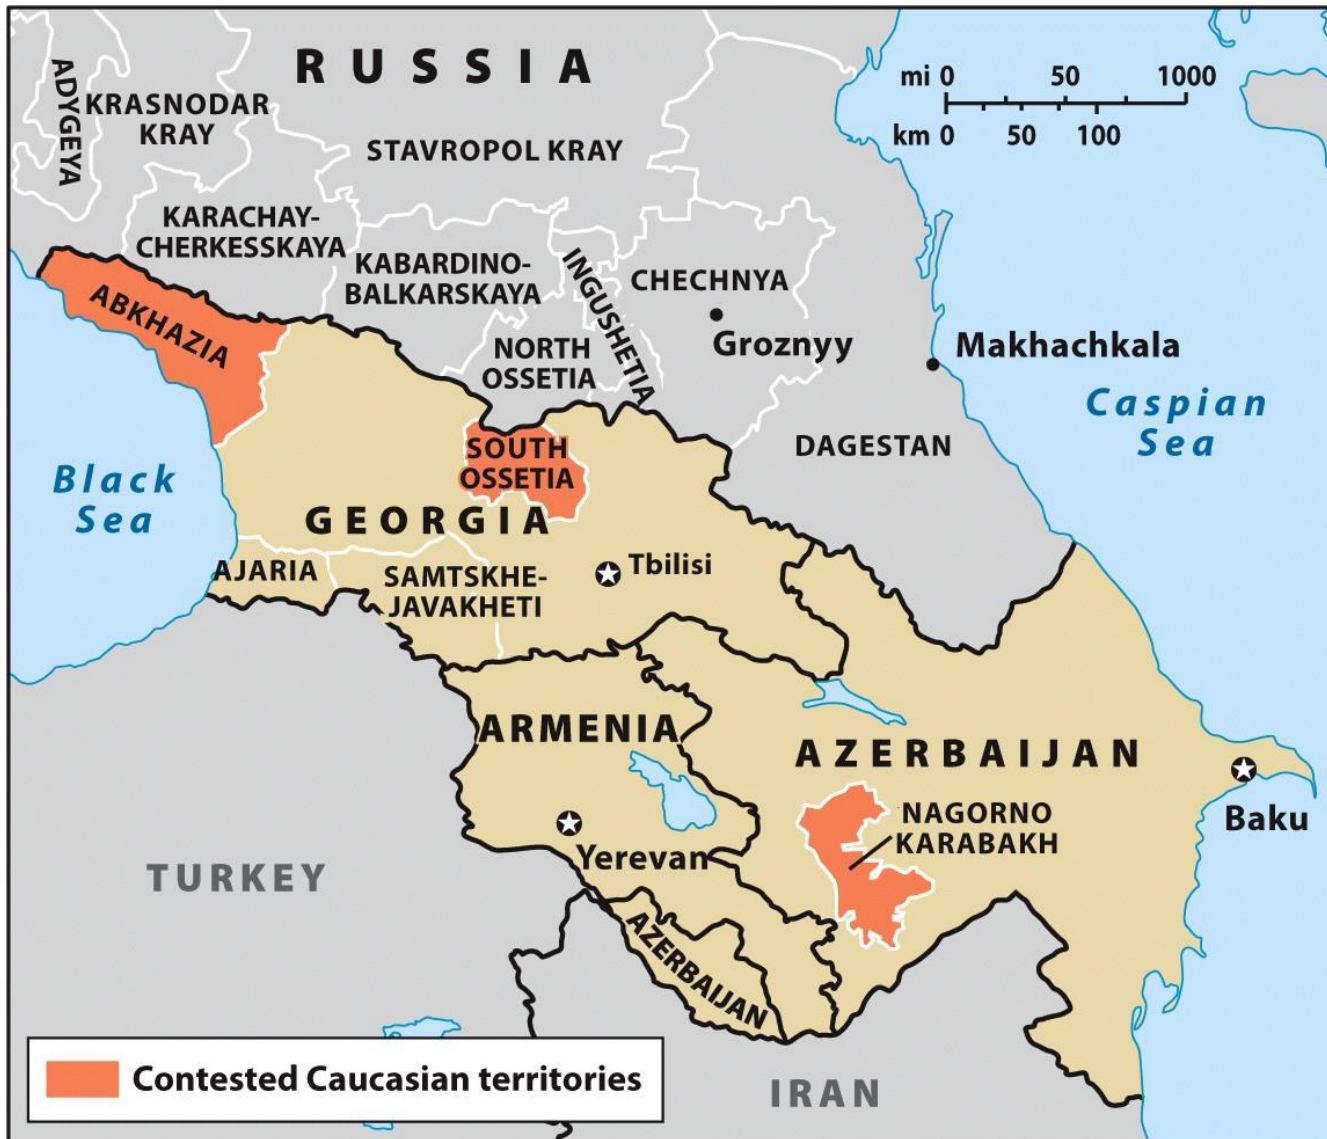 RUSSIA
mi 0 50 1000
km 0 50 100
ADYGEYA
KRASNODAR
KRAY
STAVROPOL KRAY
KARACHAY-
CHERKESSKAYA
KABARDINO-
BALKARSKAYA
INGUSHETIA
CHECHNYA
Groznyy
NORTH
OSSETIA
Makhachkala
ABKHAZIA
Caspian
Sea
DAGESTAN
SOUTH
OSSETIA
Black
Sea
GEORGIA
AJARIA
SAMTSKHE-
JAVAKHETI
Tbilisi
ARMENIA
AZERBAIJAN
NAGORNO
KARABAKH
Baku
Yerevan
TURKEY
AZERBAIJAN
IRAN
Contested Caucasian territories